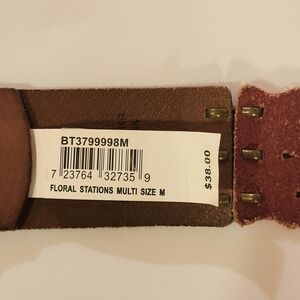 BT3799998M
7 23764 32735 9
FLORAL STATIONS MULTI SIZE M
$38.00